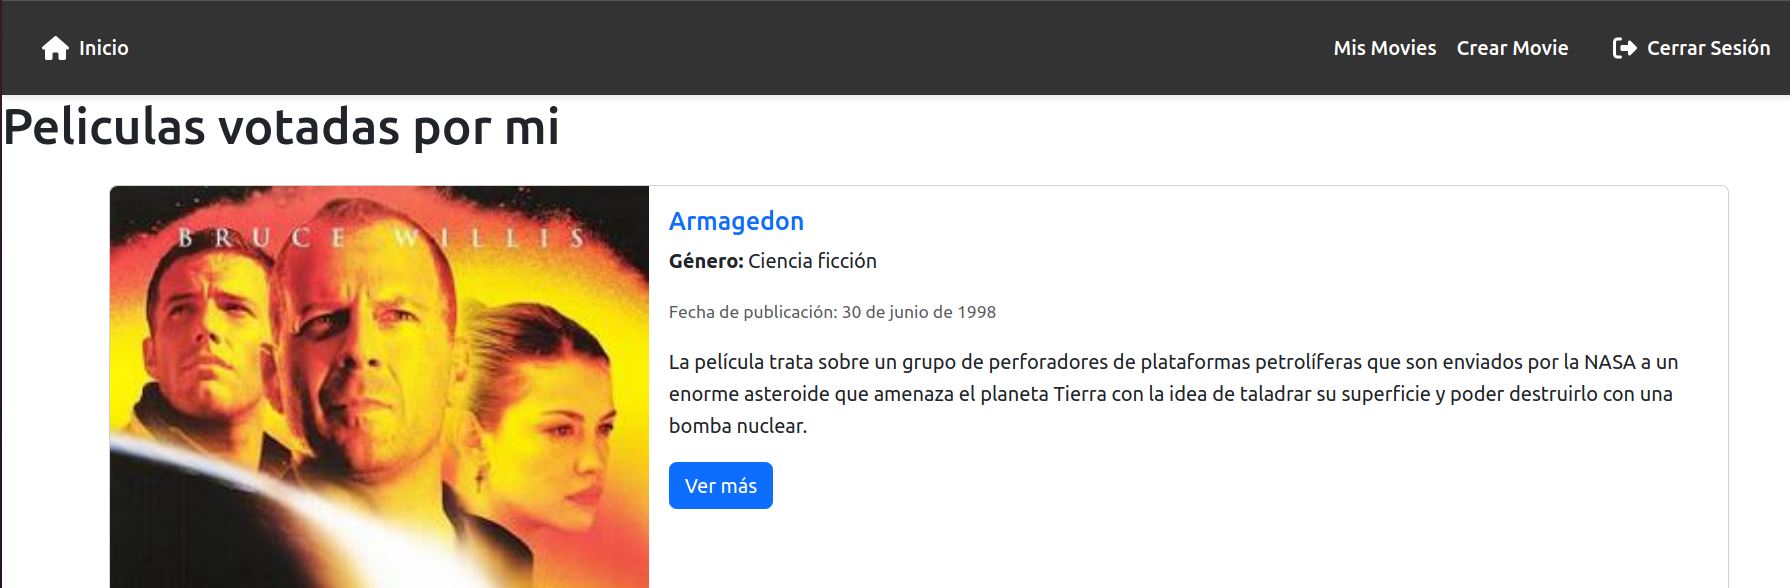 Inicio
Mis Movies
Crear Movie
Cerrar Sesión
Peliculas votadas por mi
BRUCE WILLIS
Armagedon
Género: Ciencia ficción
Fecha de publicación: 30 de junio de 1998
La película trata sobre un grupo de perforadores de plataformas petrolíferas que son enviados por la NASA a un
enorme asteroide que amenaza el planeta Tierra con la idea de taladrar su superficie y poder destruirlo con una
bomba nuclear.
Ver más